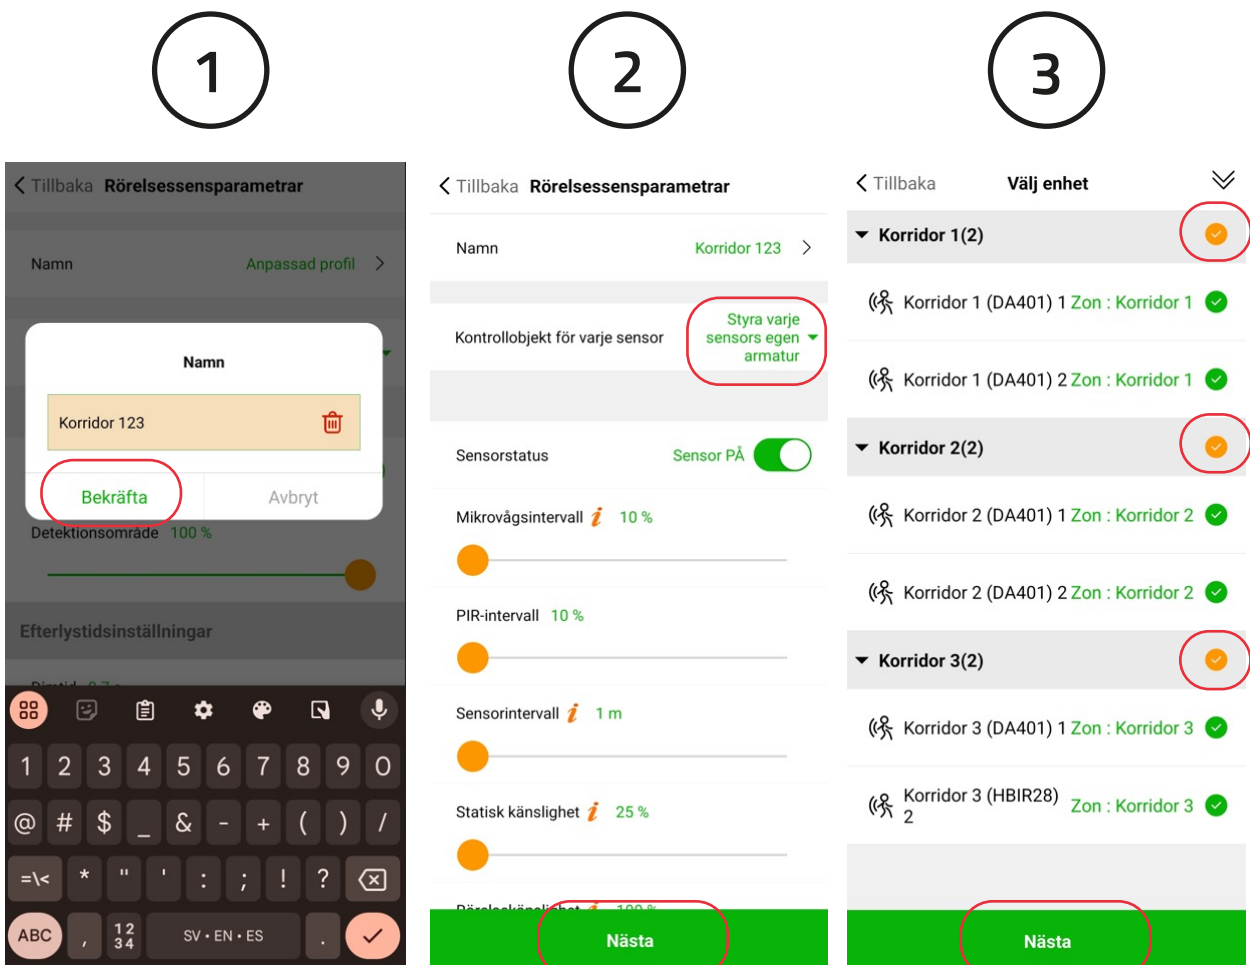 1
2
3
Tillbaka Rörelsessensparametrar
Namn Anpassad profil
Namn
Korridor 123
Bekräfta Avbryt
Detektionsområde 100 %
Efterlystidsinställningar
1 2 3 4 5 6 7 8 9 0
@ # $ _ & - + ( ) /
=\< * " ' : ; ! ?
ABC , 12 34 SV • EN • ES .
Tillbaka Rörelsessensparametrar
Namn Korridor 123
Kontrollobjekt för varje sensor
Styra varje
sensors egen
armatur
Sensorstatus Sensor PÅ
Mikrovågsintervall i 10 %
PIR-intervall 10 %
Sensorintervall i 1 m
Statisk känslighet i 25 %
Nästa
Tillbaka Välj enhet
Korridor 1(2)
Korridor 1 (DA401) 1 Zon : Korridor 1
Korridor 1 (DA401) 2 Zon : Korridor 1
Korridor 2(2)
Korridor 2 (DA401) 1 Zon : Korridor 2
Korridor 2 (DA401) 2 Zon : Korridor 2
Korridor 3(2)
Korridor 3 (DA401) 1 Zon : Korridor 3
Korridor 3 (HBIR28)
2
Zon : Korridor 3
Nästa